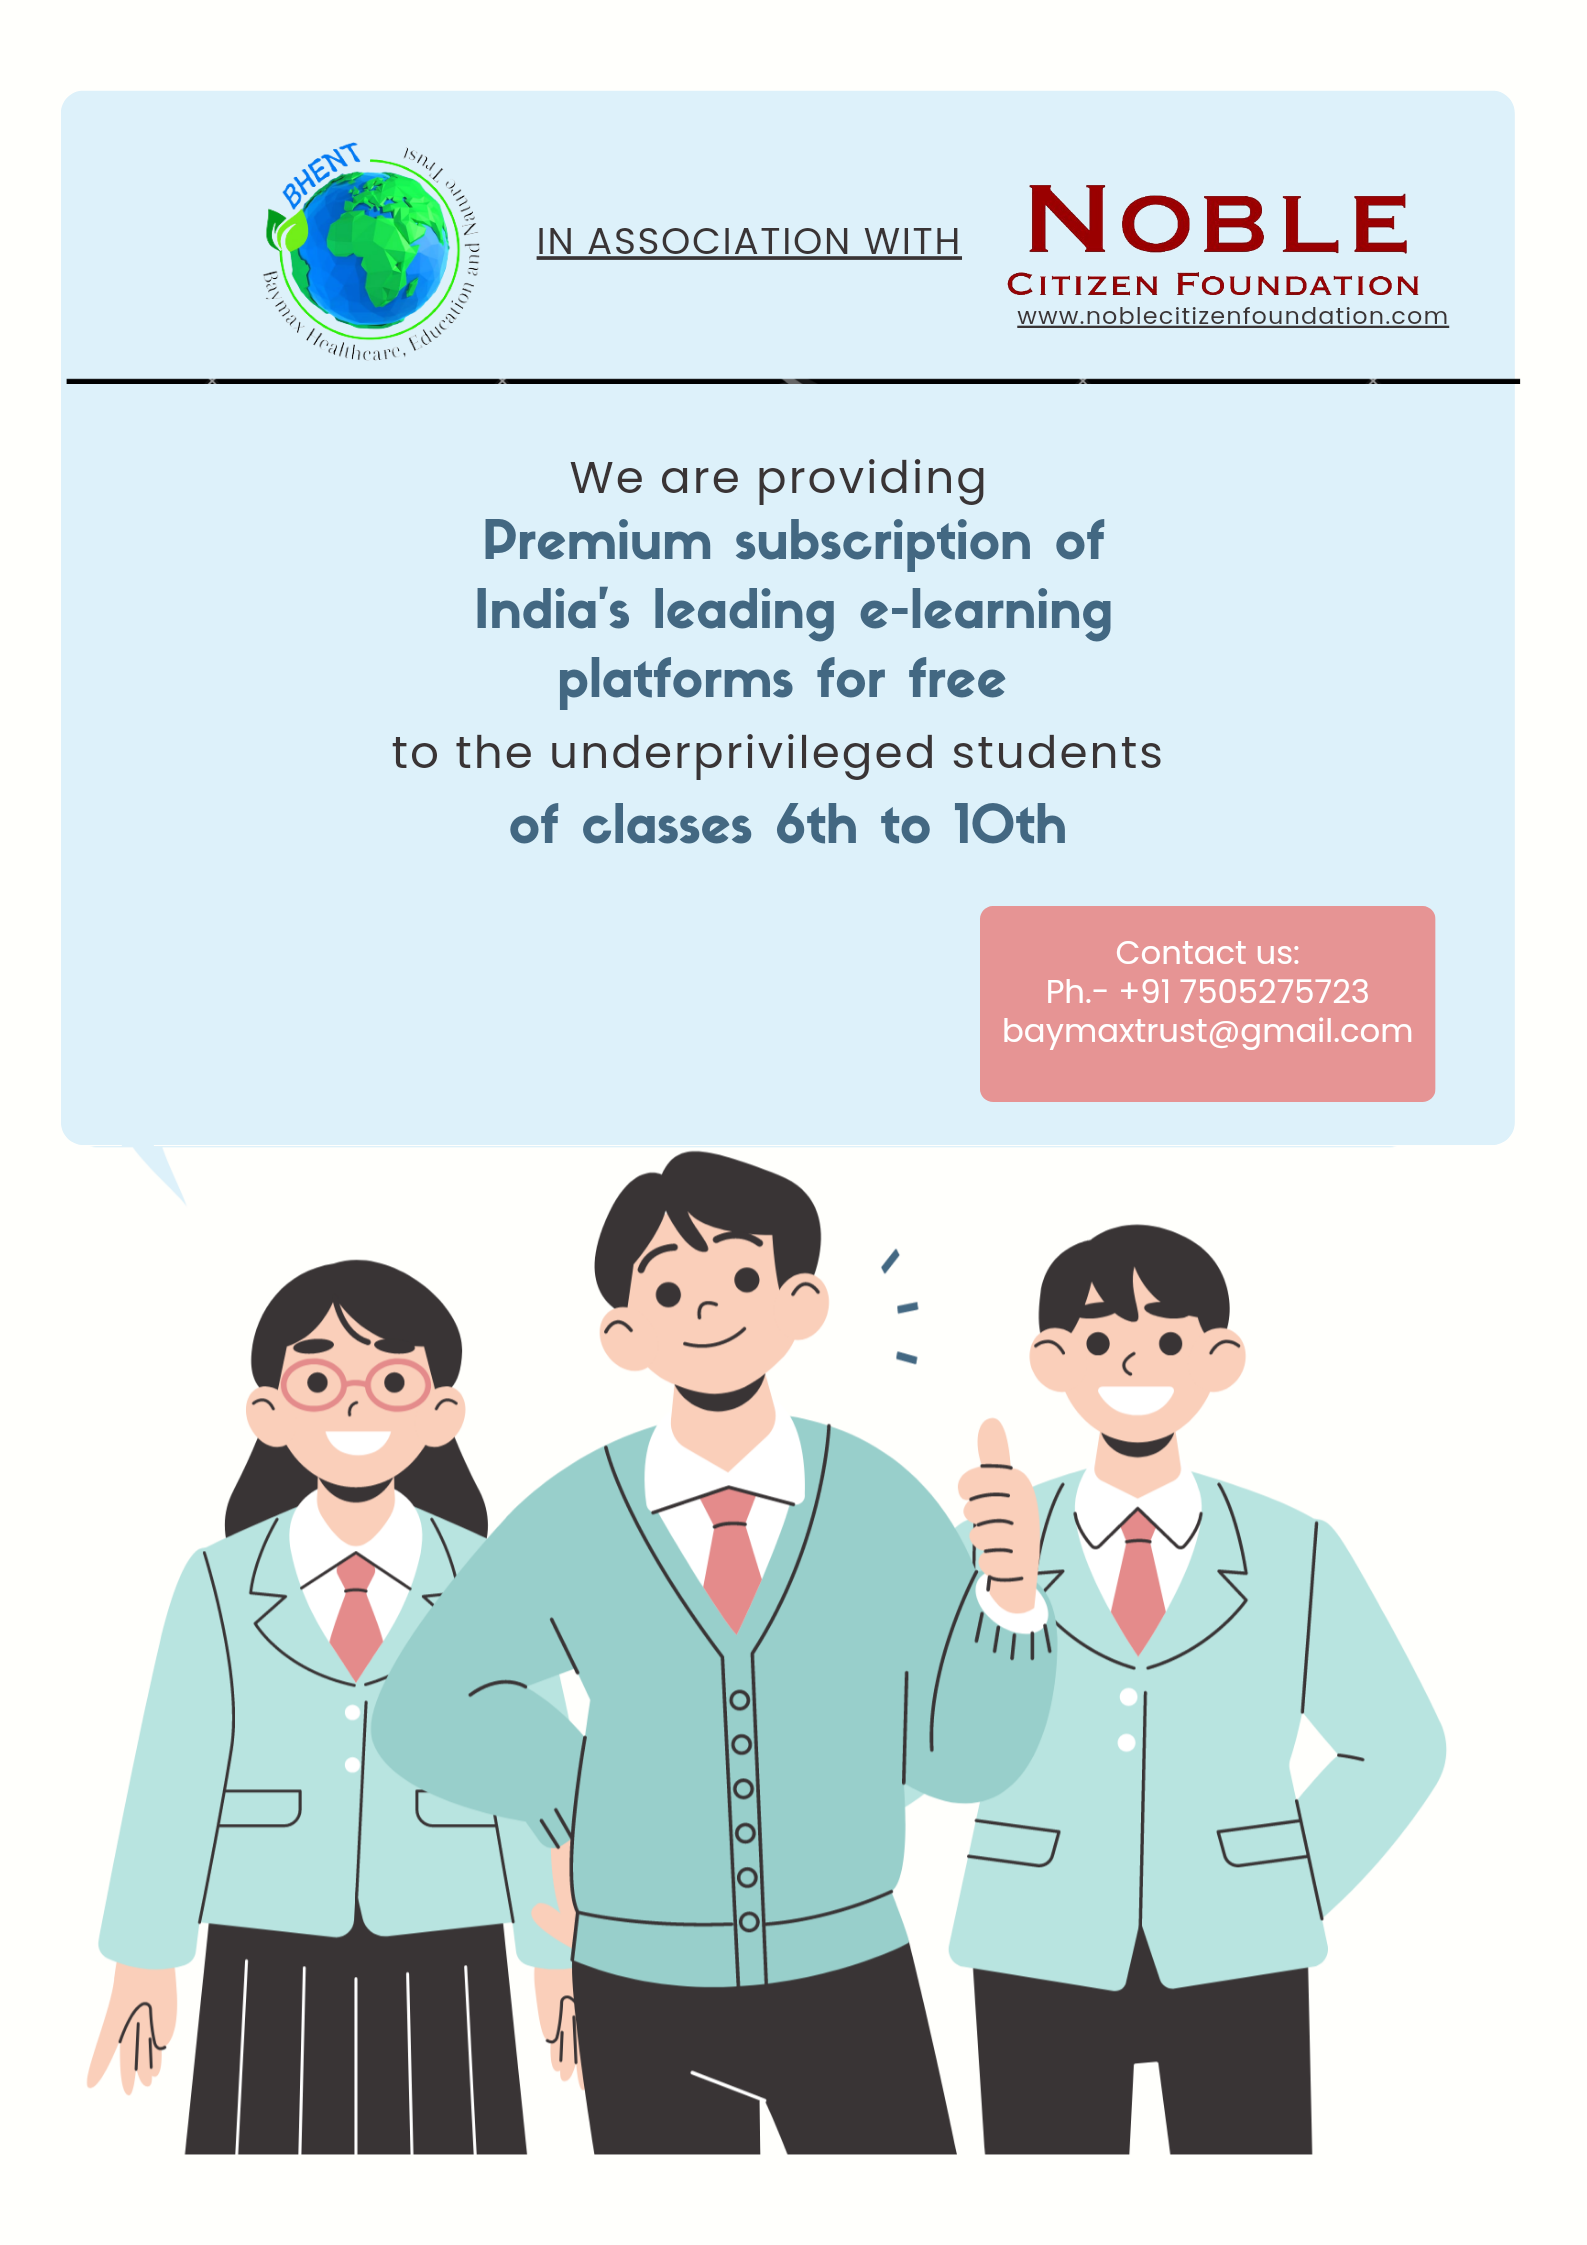 BHENT
Baymax Healthcare, Education and Nature Trust
IN ASSOCIATION WITH
NOBLE
CITIZEN FOUNDATION
www.noblecitizenfoundation.com
We are providing
Premium subscription of
India's leading e-learning
platforms for free
to the underprivileged students
of classes 6th to 10th
Contact us:
Ph.- +91 7505275723
baymaxtrust@gmail.com